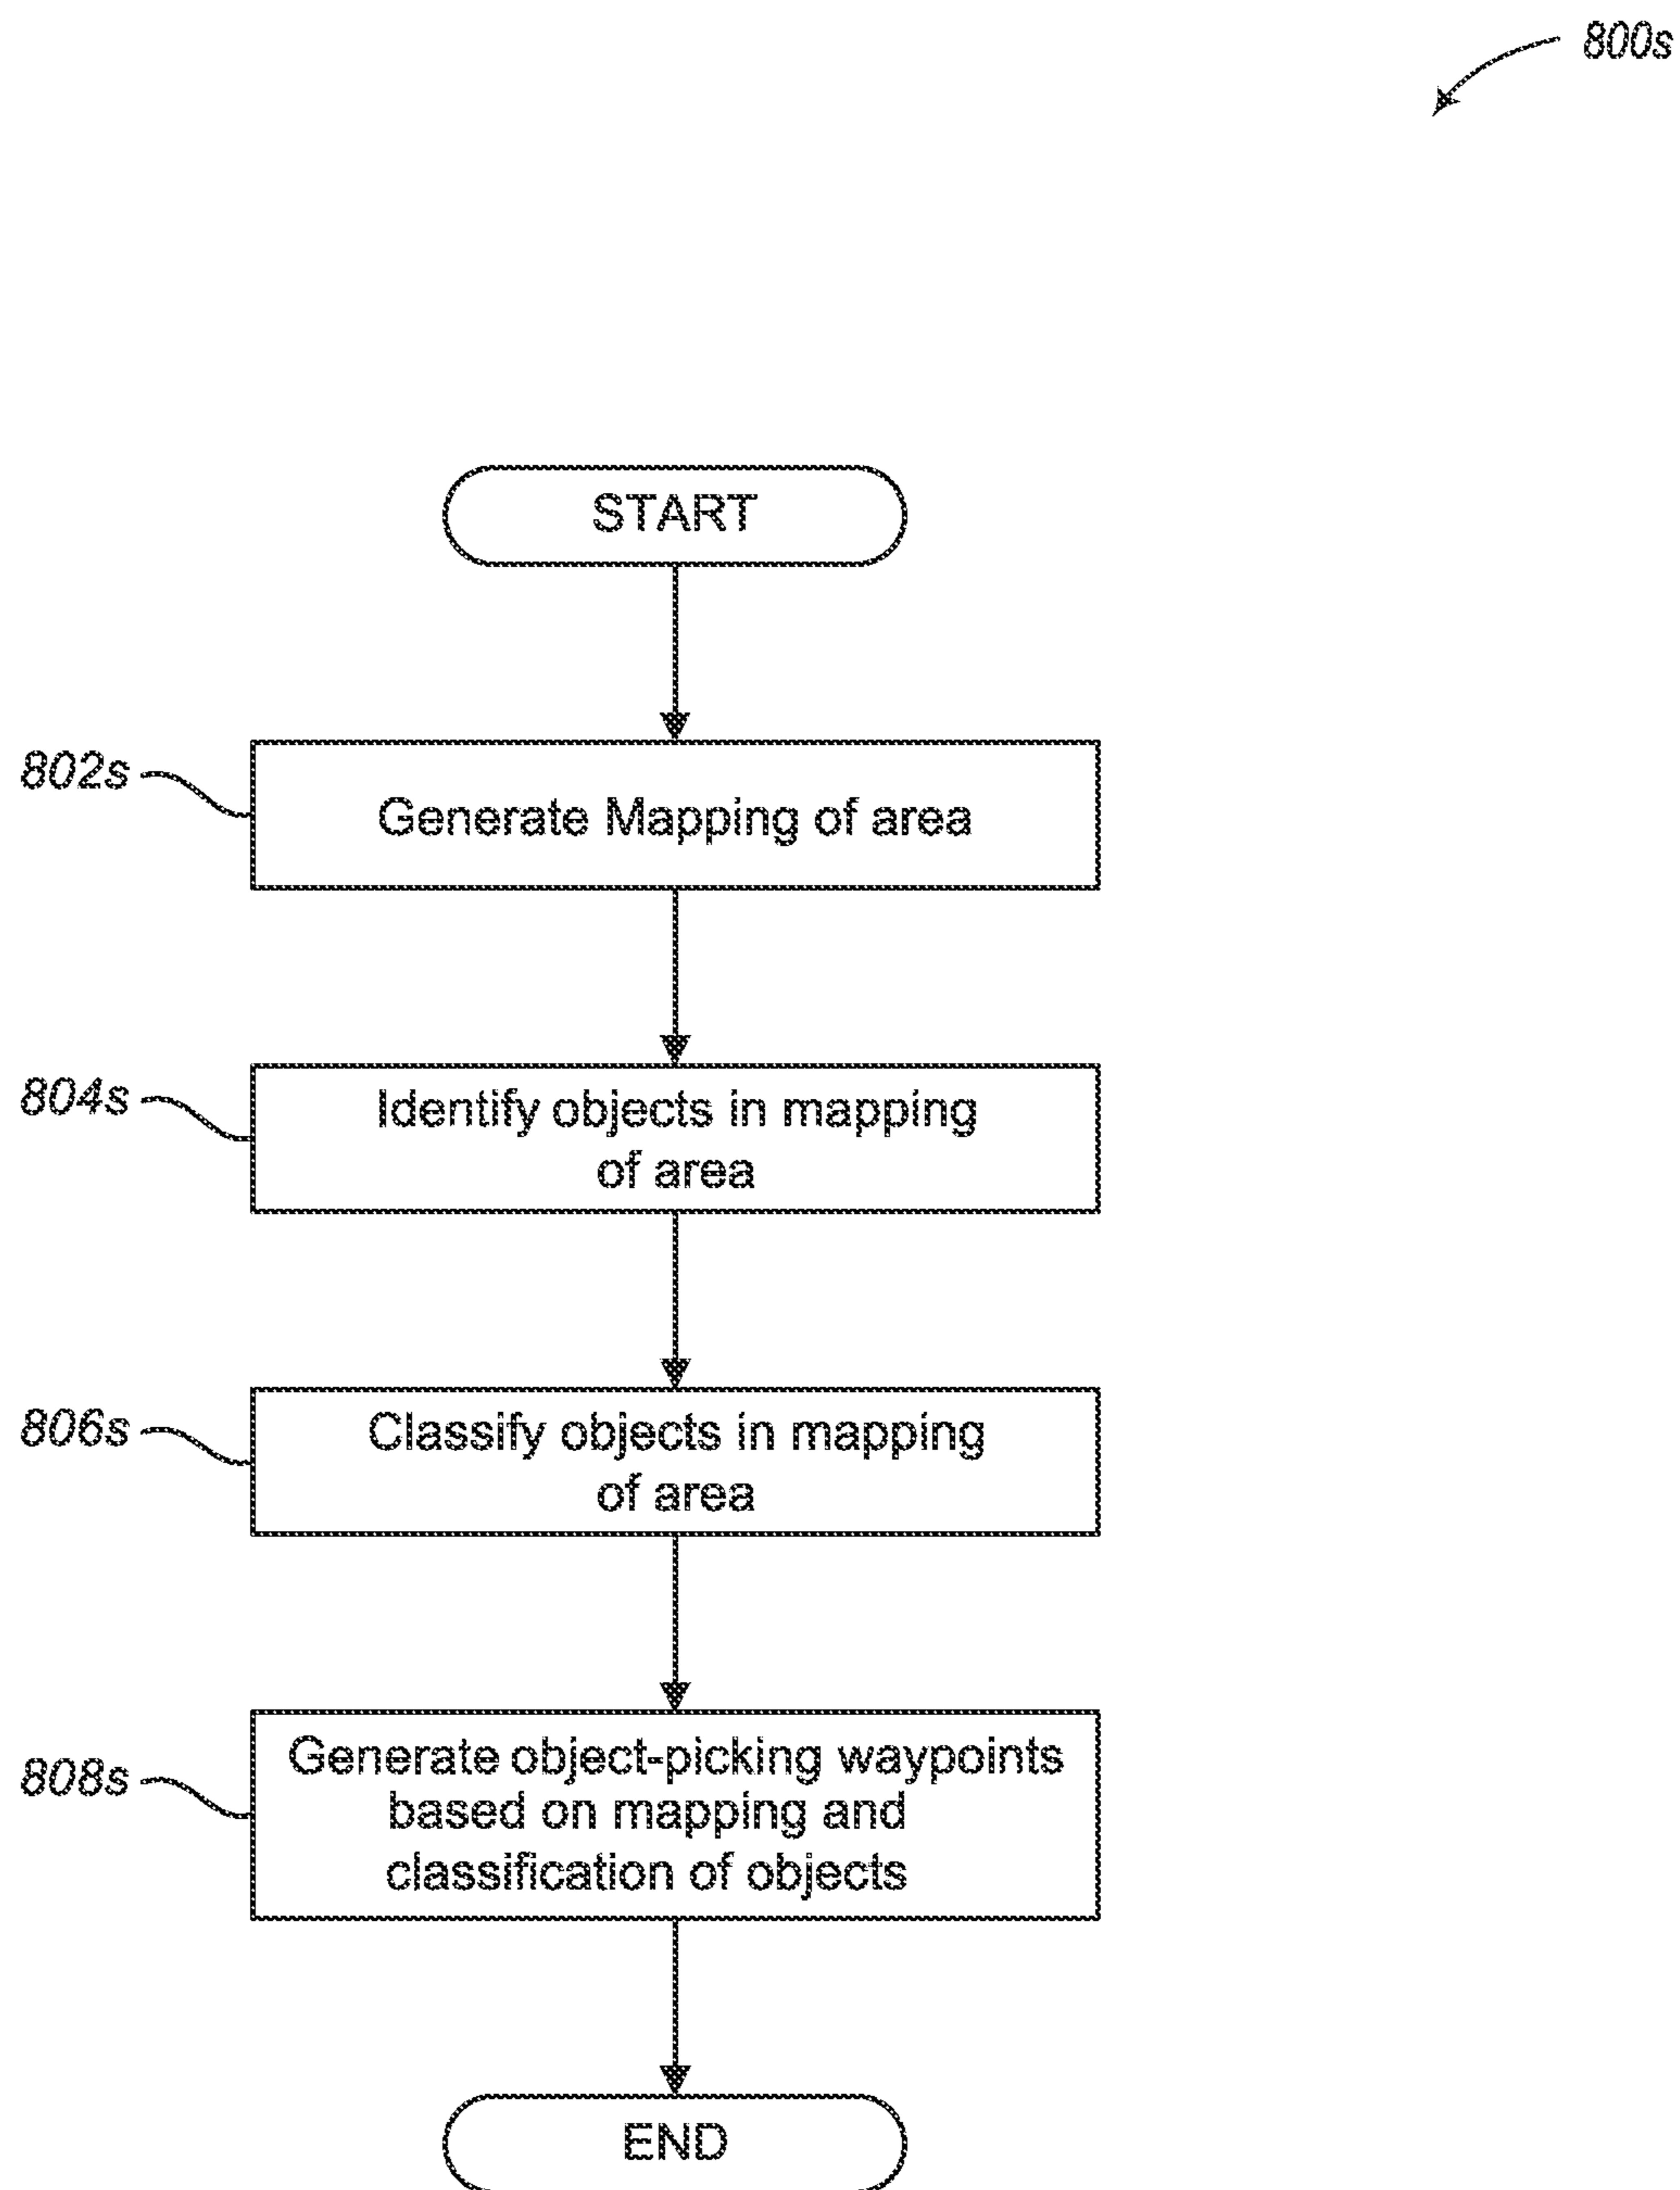 800s
START
802s
Generate Mapping of area
804s
Identify objects in mapping
of area
806s
Classify objects in mapping
of area
808s
Generate object-picking waypoints
based on mapping and
classification of objects
END